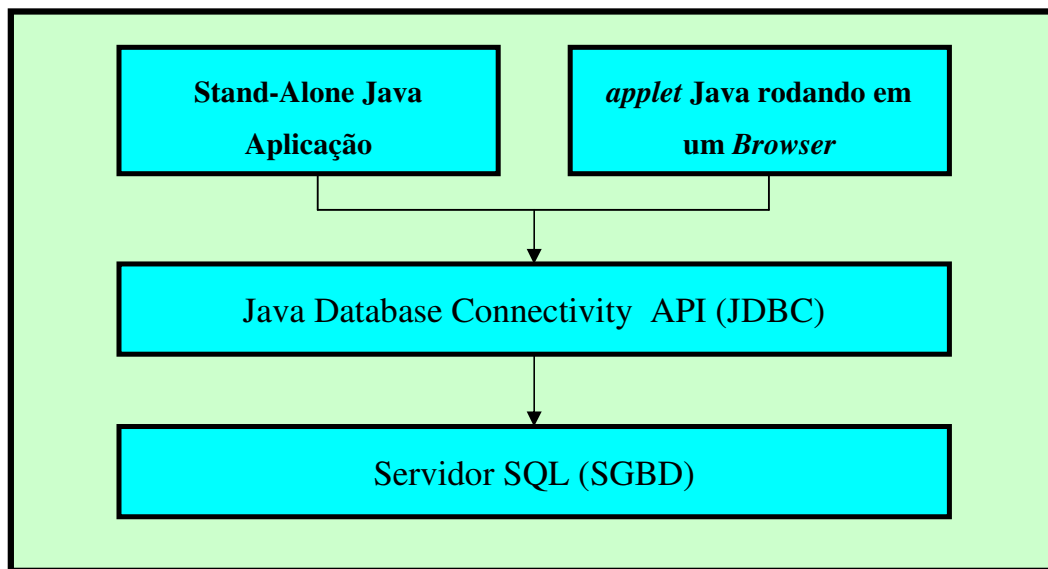 Stand-Alone Java
Aplicação
applet Java rodando em
um Browser
Java Database Connectivity API (JDBC)
Servidor SQL (SGBD)